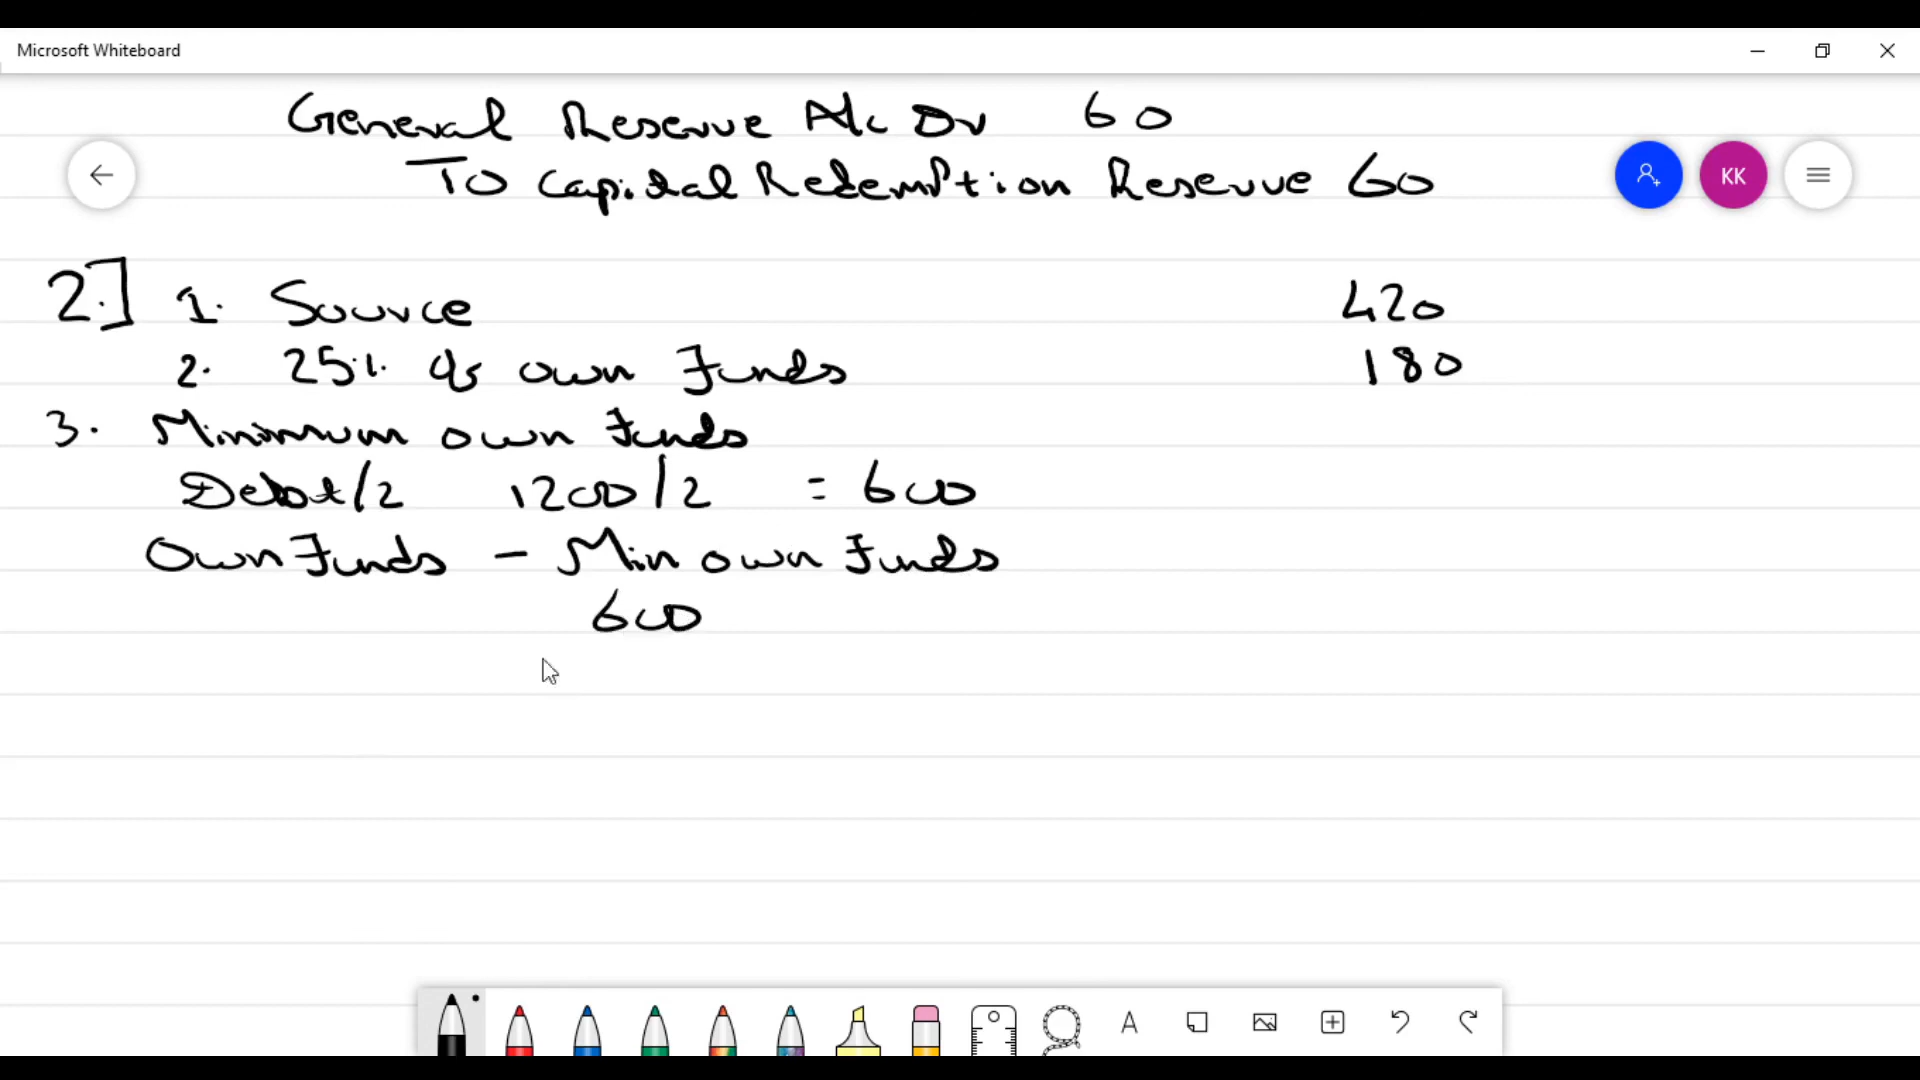 Microsoft Whiteboard
General Reserve A/c Dr 60
To Capital Redemption Reserve 60
KK
2.] 1. Source 420
2. 25%. of own Funds 180
3. Minimum own Funds
Debt/2 1200/2 = 600
Own Funds - Min own Funds
600
A